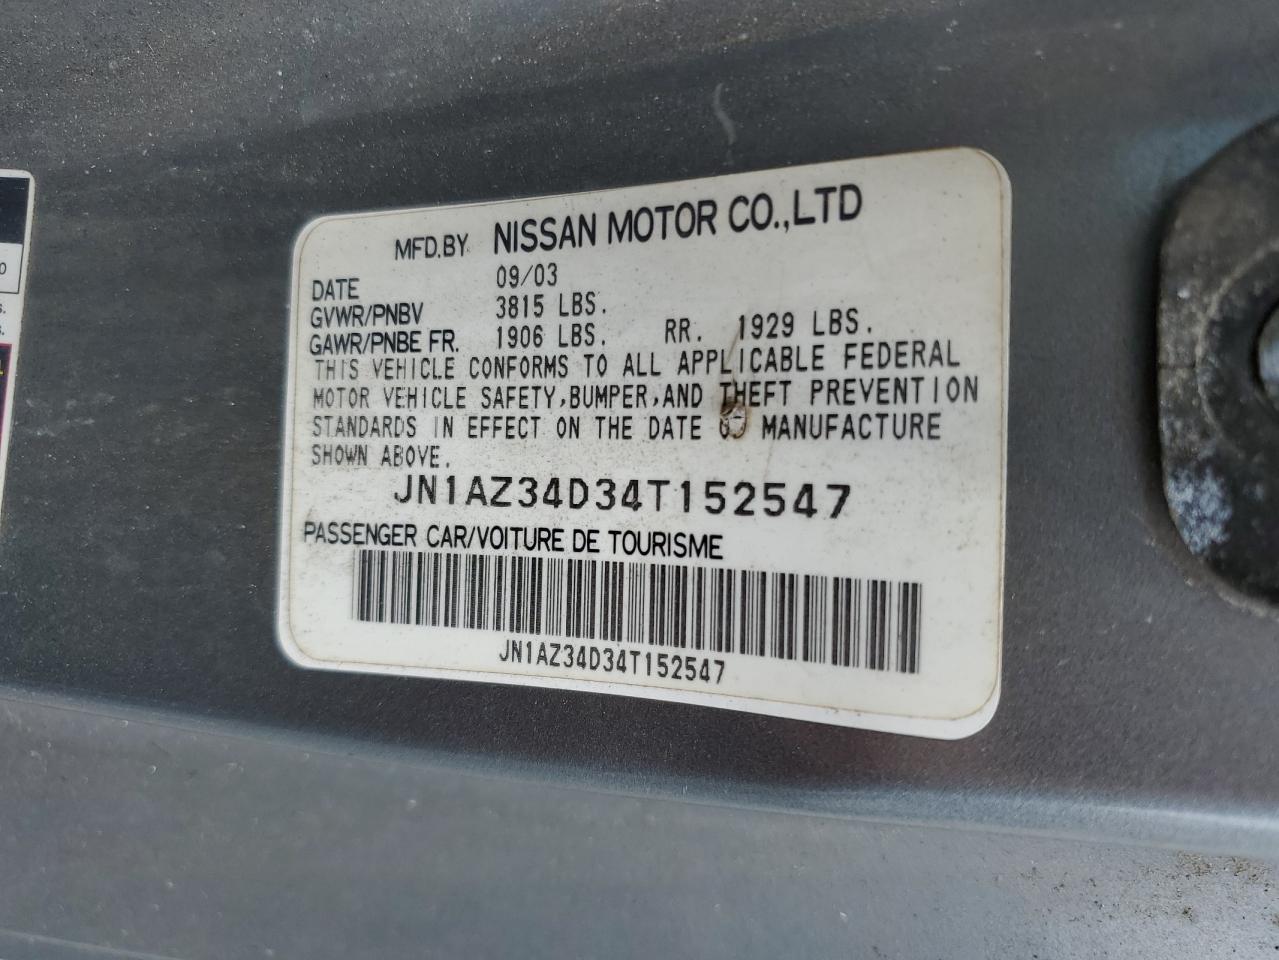 MFD.BY NISSAN MOTOR CO.,LTD
DATE 09/03
GVWR/PNBV 3815 LBS.
GAWR/PNBE FR. 1906 LBS. RR. 1929 LBS.
THIS VEHICLE CONFORMS TO ALL APPLICABLE FEDERAL
MOTOR VEHICLE SAFETY,BUMPER,AND THEFT PREVENTION
STANDARDS IN EFFECT ON THE DATE OF MANUFACTURE
SHOWN ABOVE.
JN1AZ34D34T152547
PASSENGER CAR/VOITURE DE TOURISME
JN1AZ34D34T152547